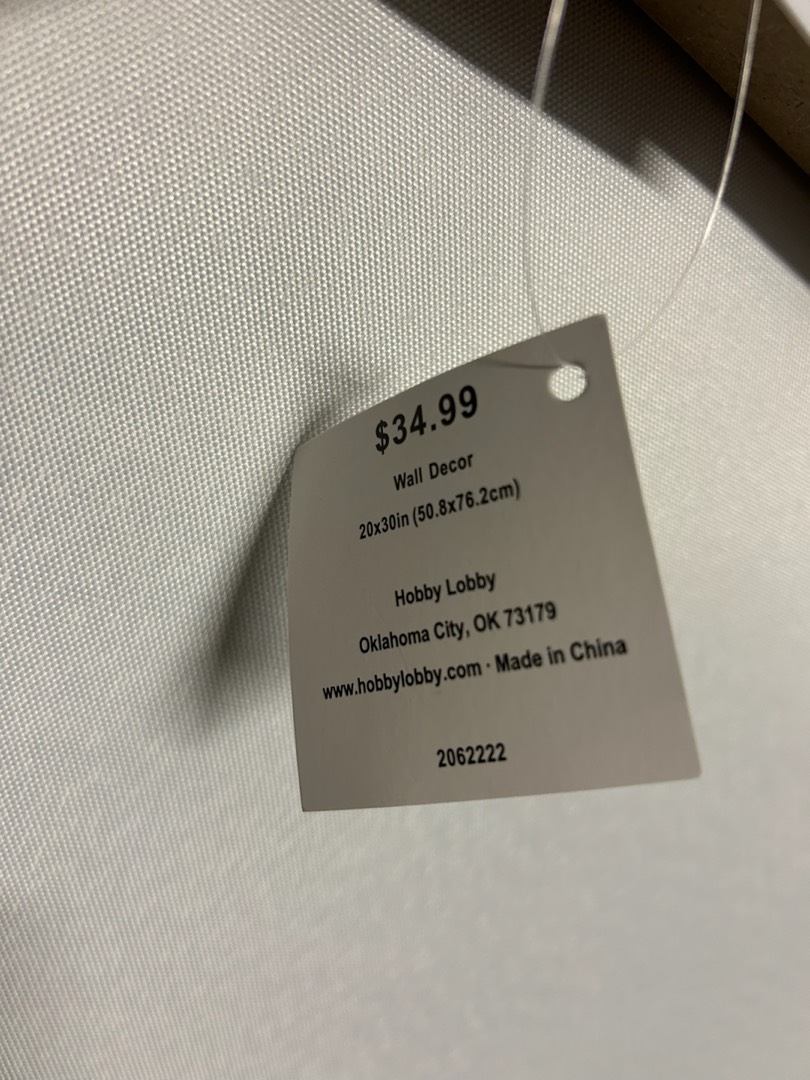 $34.99
Wall Decor
20x30in (50.8x76.2cm)
Hobby Lobby
Oklahoma City, OK 73179
www.hobbylobby.com · Made in China
2062222